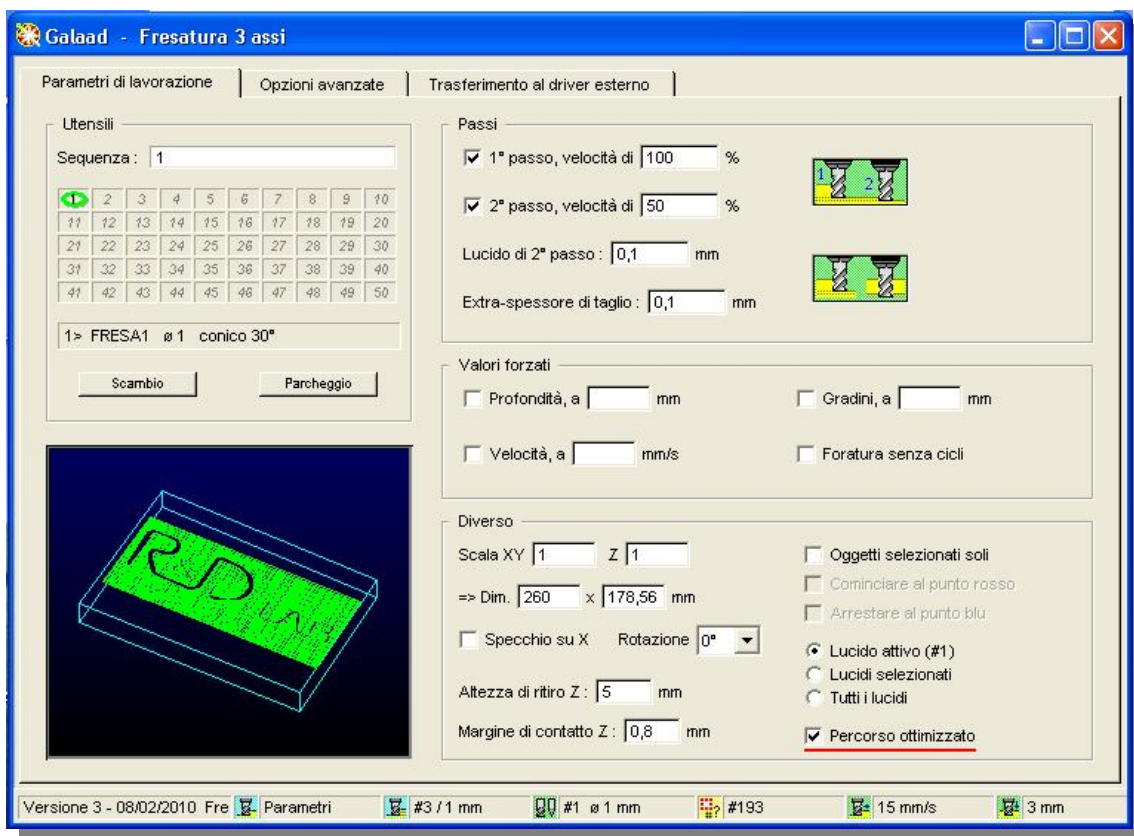 Galaad - Fresatura 3 assi
Parametri di lavorazione
Opzioni avanzate
Trasferimento al driver esterno
Utensili
Sequenza : 1
1 2 3 4 5 6 7 8 9 10
11 12 13 14 15 16 17 18 19 20
21 22 23 24 25 26 27 28 29 30
31 32 33 34 35 36 37 38 39 40
41 42 43 44 45 46 47 48 49 50
1> FRESA1 ø 1 conico 30°
Scambio
Parcheggio
Passi
1° passo, velocità di 100 %
2° passo, velocità di 50 %
Lucido di 2° passo : 0,1 mm
Extra-spessore di taglio : 0,1 mm
1 2
Valori forzati
Profondità, a mm
Gradini, a mm
Velocità, a mm/s
Foratura senza cicli
RUDLAN
Diverso
Scala XY 1 Z 1
=> Dim. 260 x 178,56 mm
Specchio su X Rotazione 0°
Altezza di ritiro Z : 5 mm
Margine di contatto Z : 0,8 mm
Oggetti selezionati soli
Cominciare al punto rosso
Arrestare al punto blu
Lucido attivo (#1)
Lucidi selezionati
Tutti i lucidi
Percorso ottimizzato
Versione 3 - 08/02/2010 Fre
Parametri
#3 / 1 mm
#1 ø 1 mm
#193
15 mm/s
3 mm